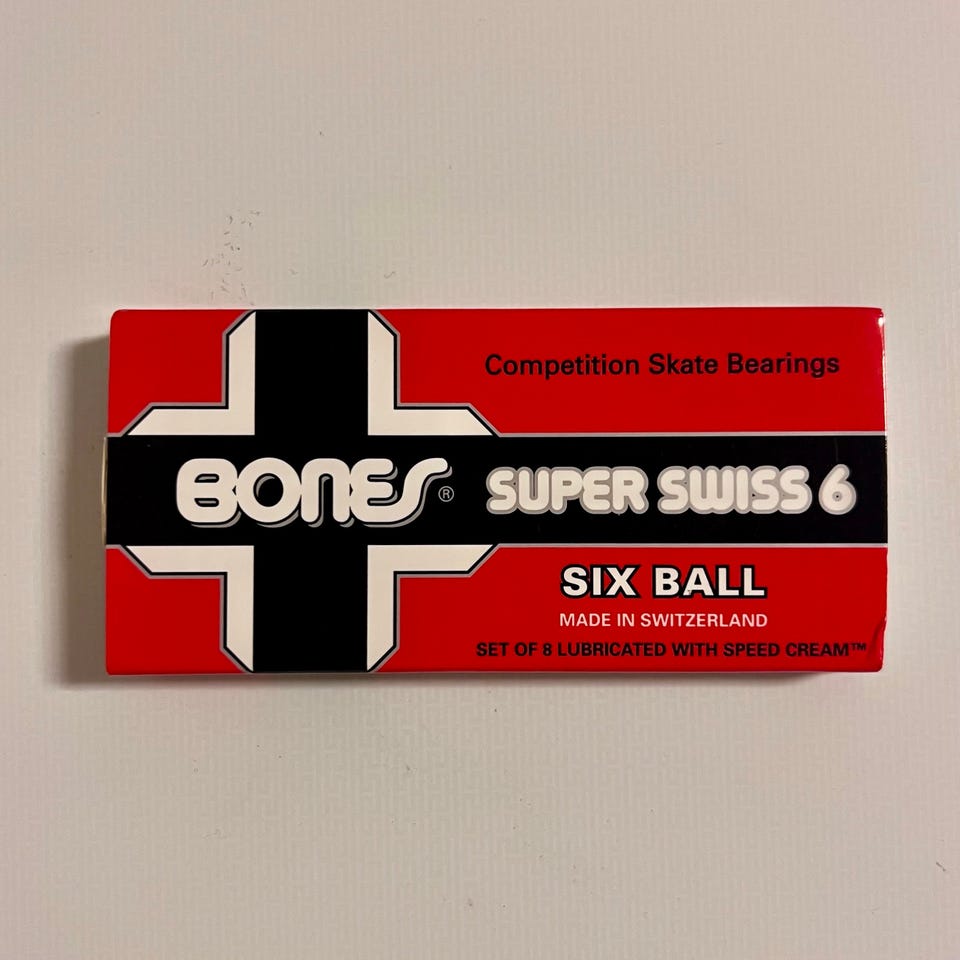 Competition Skate Bearings
BONES® SUPER SWISS 6
SIX BALL
MADE IN SWITZERLAND
SET OF 8 LUBRICATED WITH SPEED CREAM™